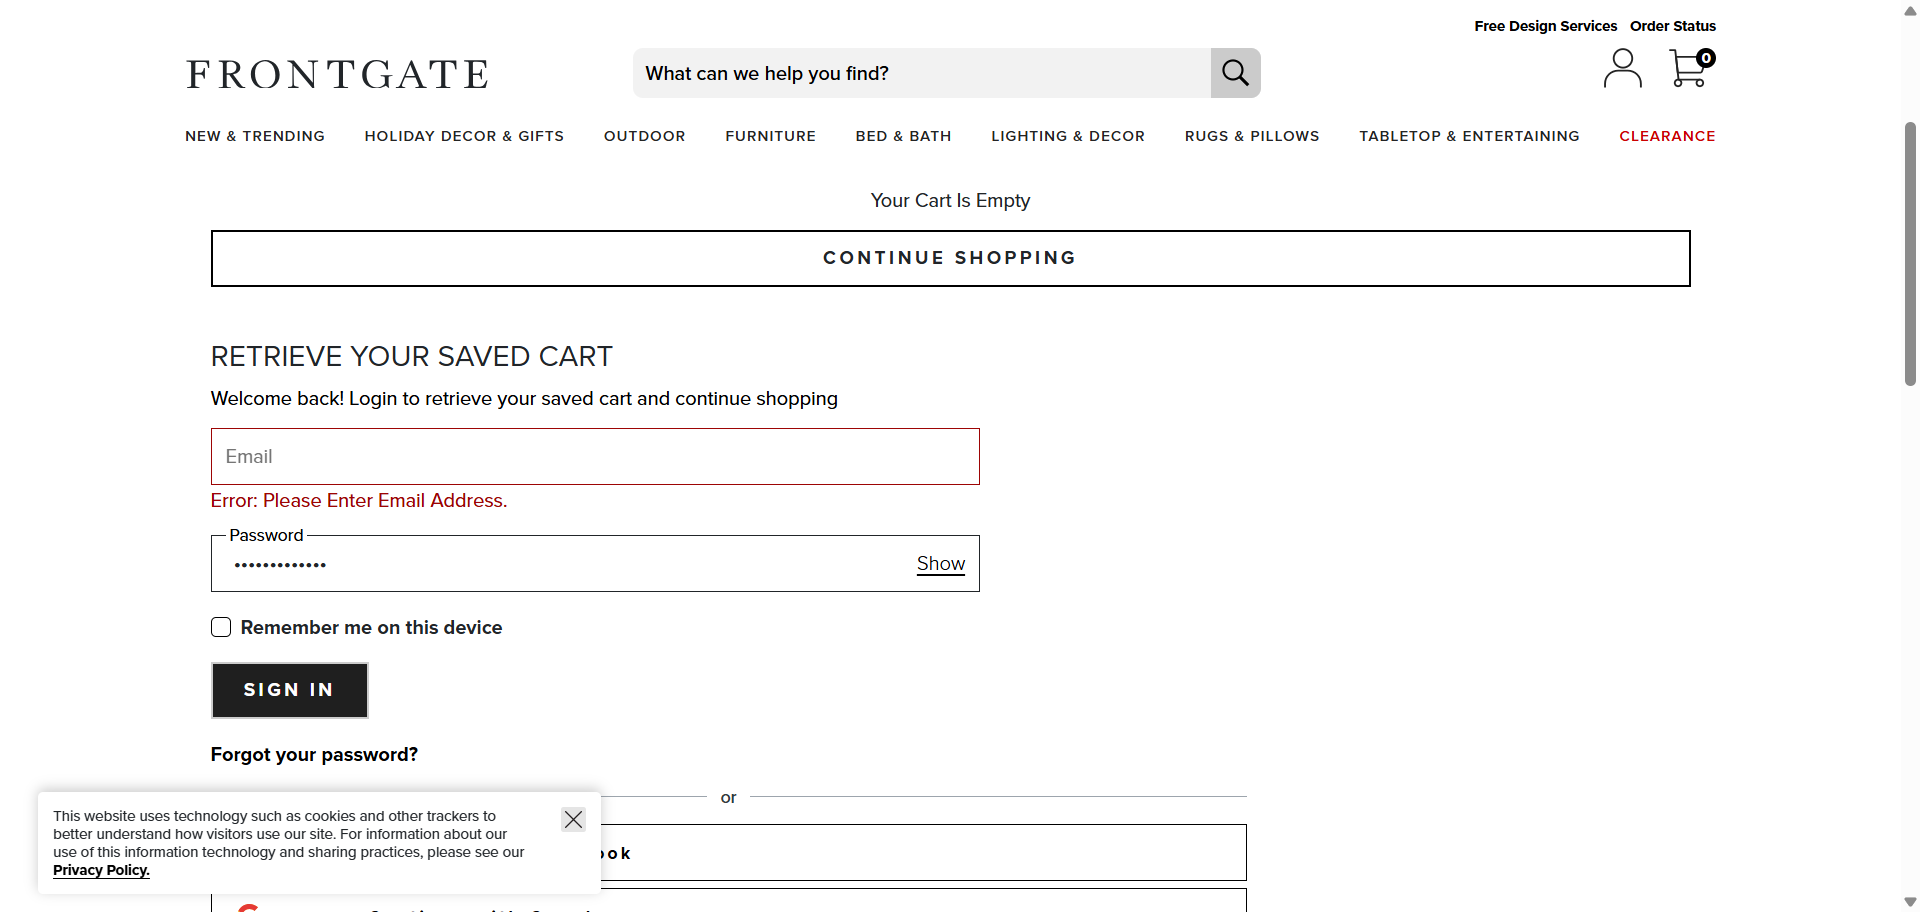 Free Design Services Order Status
FRONTGATE
What can we help you find?
0
NEW & TRENDING HOLIDAY DECOR & GIFTS OUTDOOR FURNITURE BED & BATH LIGHTING & DECOR RUGS & PILLOWS TABLETOP & ENTERTAINING CLEARANCE
Your Cart Is Empty
CONTINUE SHOPPING
RETRIEVE YOUR SAVED CART
Welcome back! Login to retrieve your saved cart and continue shopping
Email
Error: Please Enter Email Address.
Password
•••••••••••••
Show
Remember me on this device
SIGN IN
Forgot your password?
or
This website uses technology such as cookies and other trackers to
better understand how visitors use our site. For information about our
use of this information technology and sharing practices, please see our
Privacy Policy.
ook